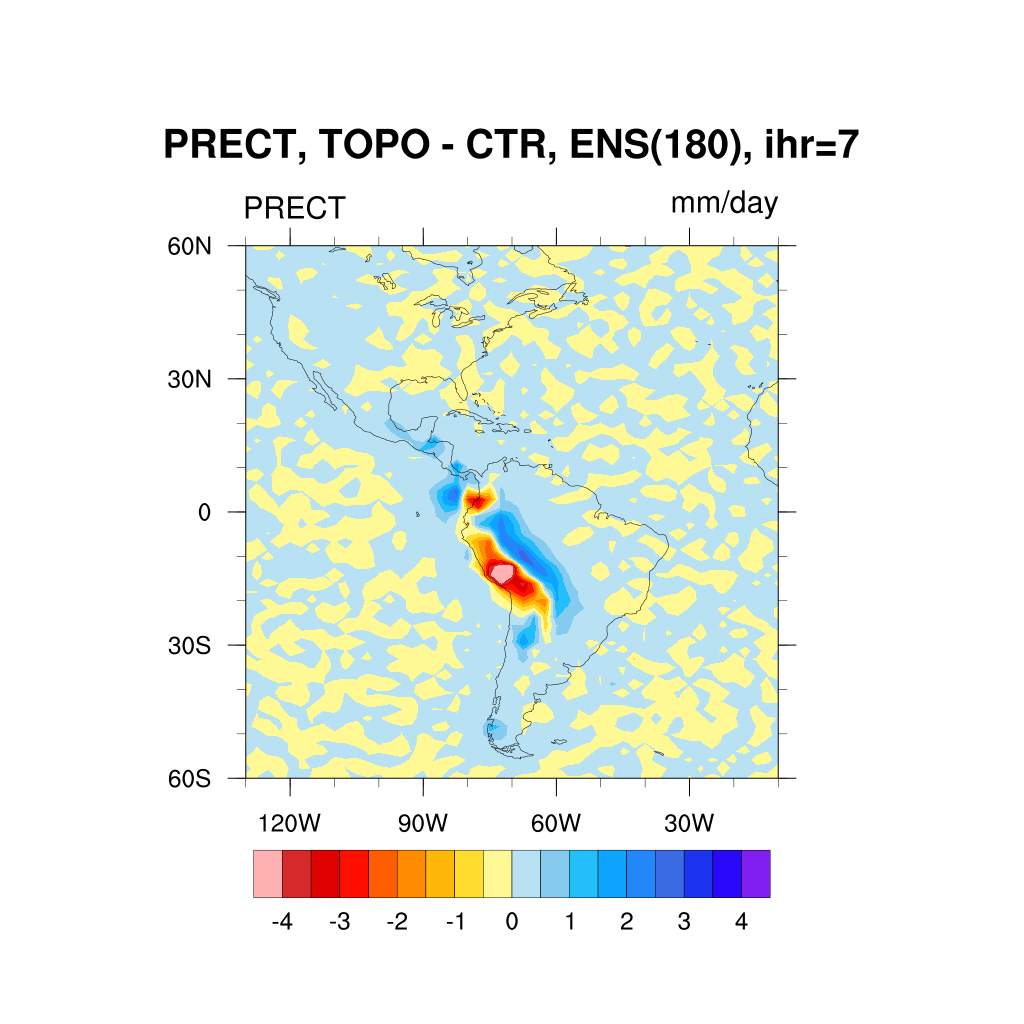 PRECT, TOPO - CTR, ENS(180), ihr=7
PRECT mm/day
60N
30N
0
30S
60S
120W 90W 60W 30W
-4 -3 -2 -1 0 1 2 3 4